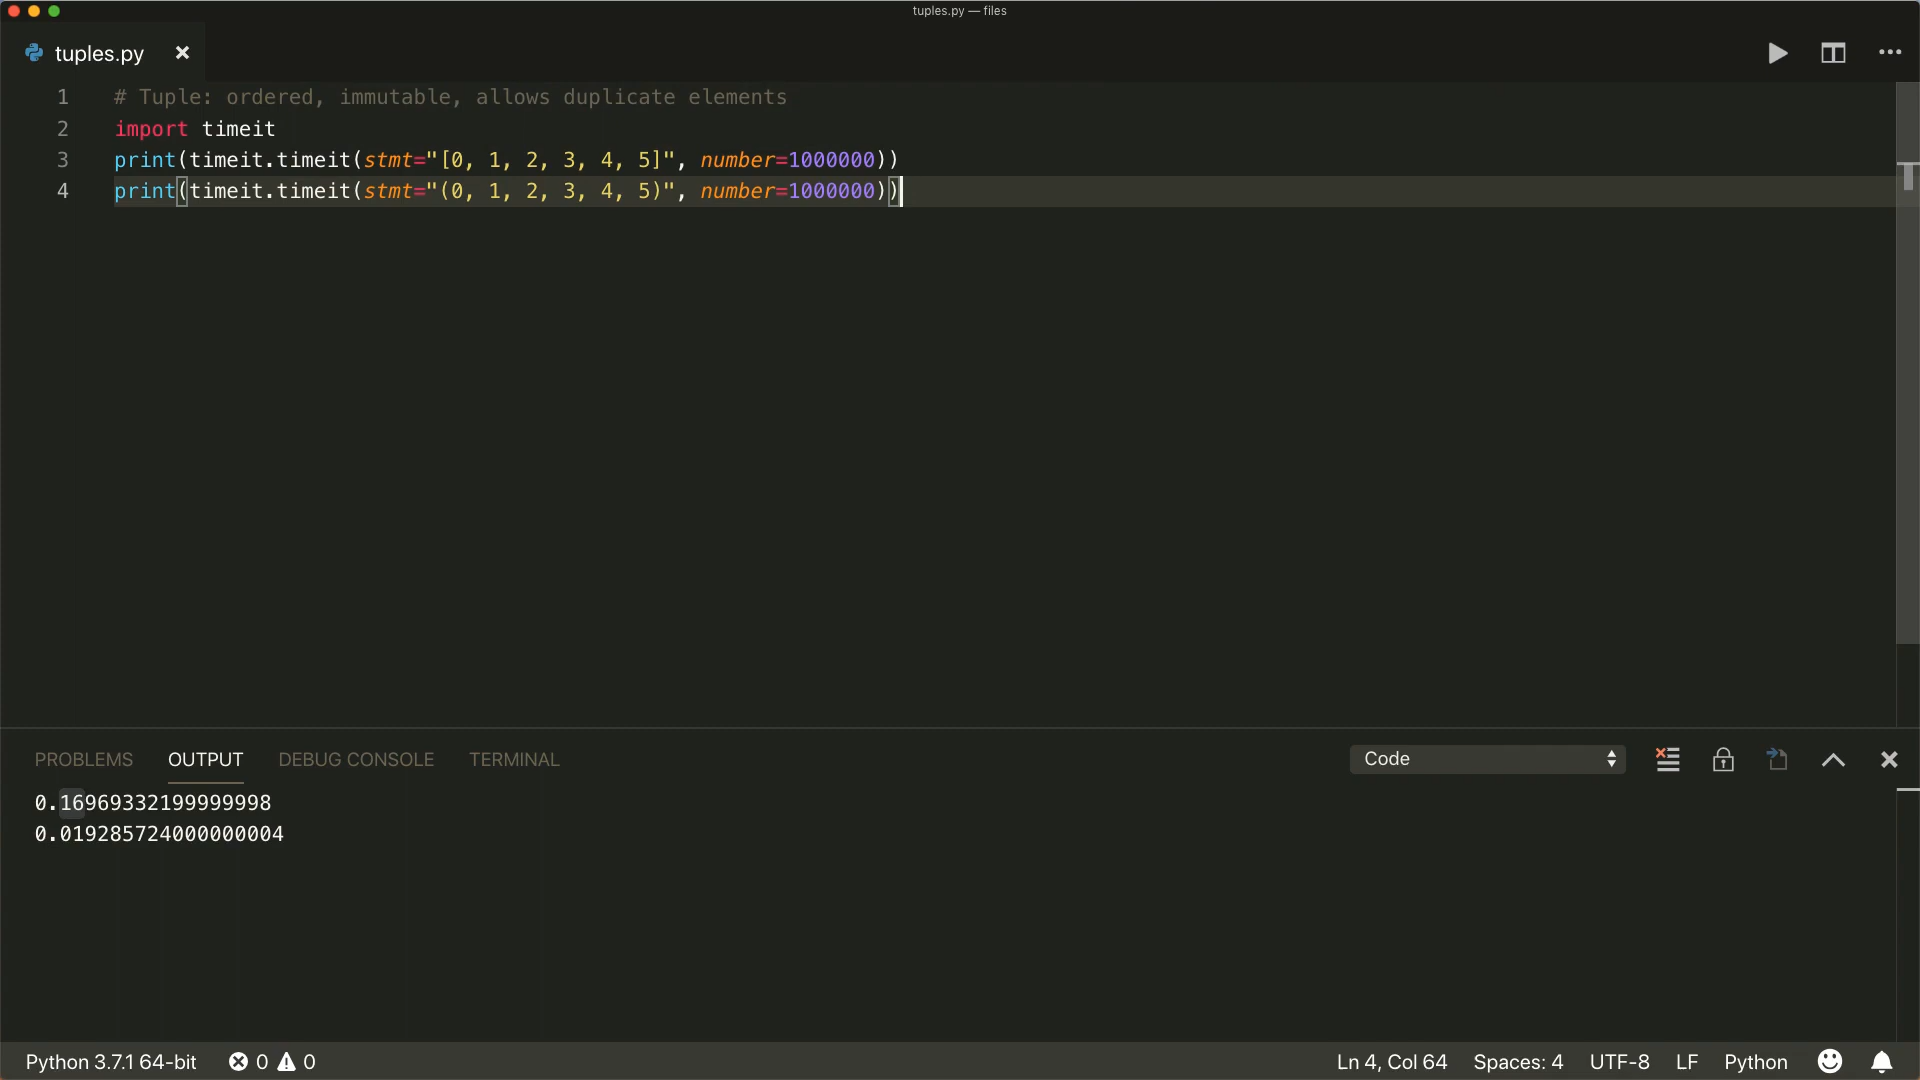 tuples.py — files
tuples.py
1 # Tuple: ordered, immutable, allows duplicate elements
2 import timeit
3 print(timeit.timeit(stmt="[0, 1, 2, 3, 4, 5]", number=1000000))
4 print(timeit.timeit(stmt="(0, 1, 2, 3, 4, 5)", number=1000000))
PROBLEMS OUTPUT DEBUG CONSOLE TERMINAL Code
0.16969332199999998
0.019285724000000004
Python 3.7.1 64-bit 0 0 Ln 4, Col 64 Spaces: 4 UTF-8 LF Python